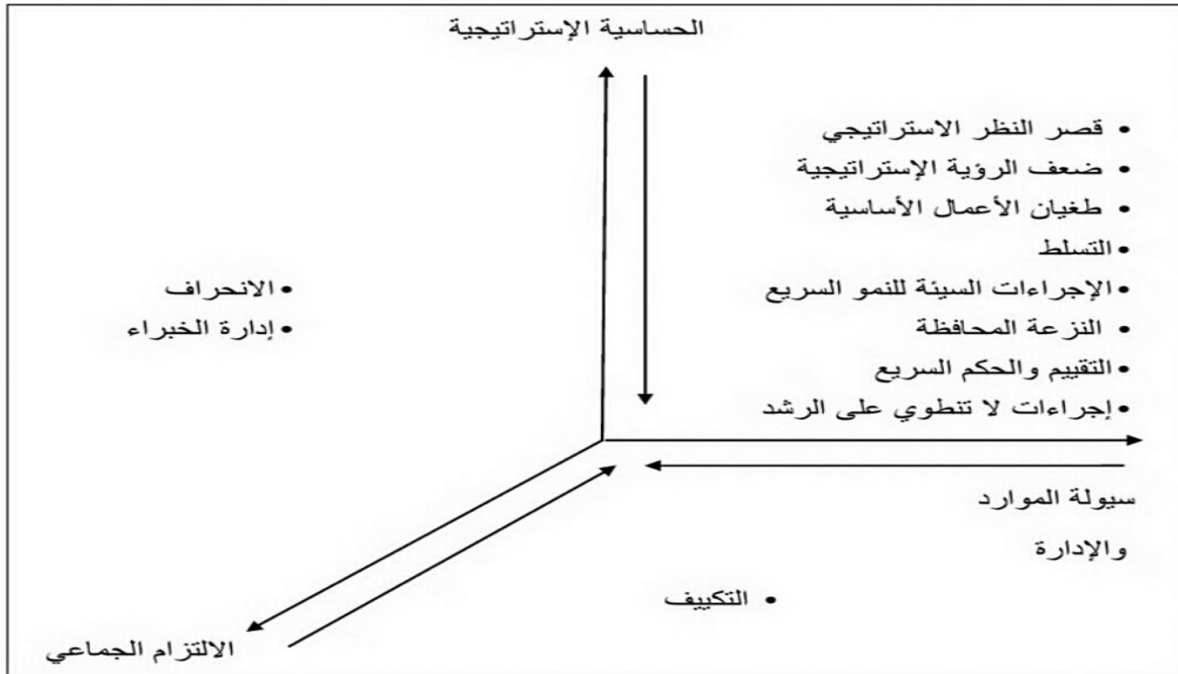 الحساسية الإستراتيجية
• قصر النظر الاستراتيجي
• ضعف الرؤية الإستراتيجية
• طغيان الأعمال الأساسية
• التسلط
• الإجراءات السيئة للنمو السريع
• النزعة المحافظة
• التقييم والحكم السريع
• إجراءات لا تنطوي على الرشد
• الانحراف
• إدارة الخبراء
سيولة الموارد
والإدارة
• التكييف
الالتزام الجماعي